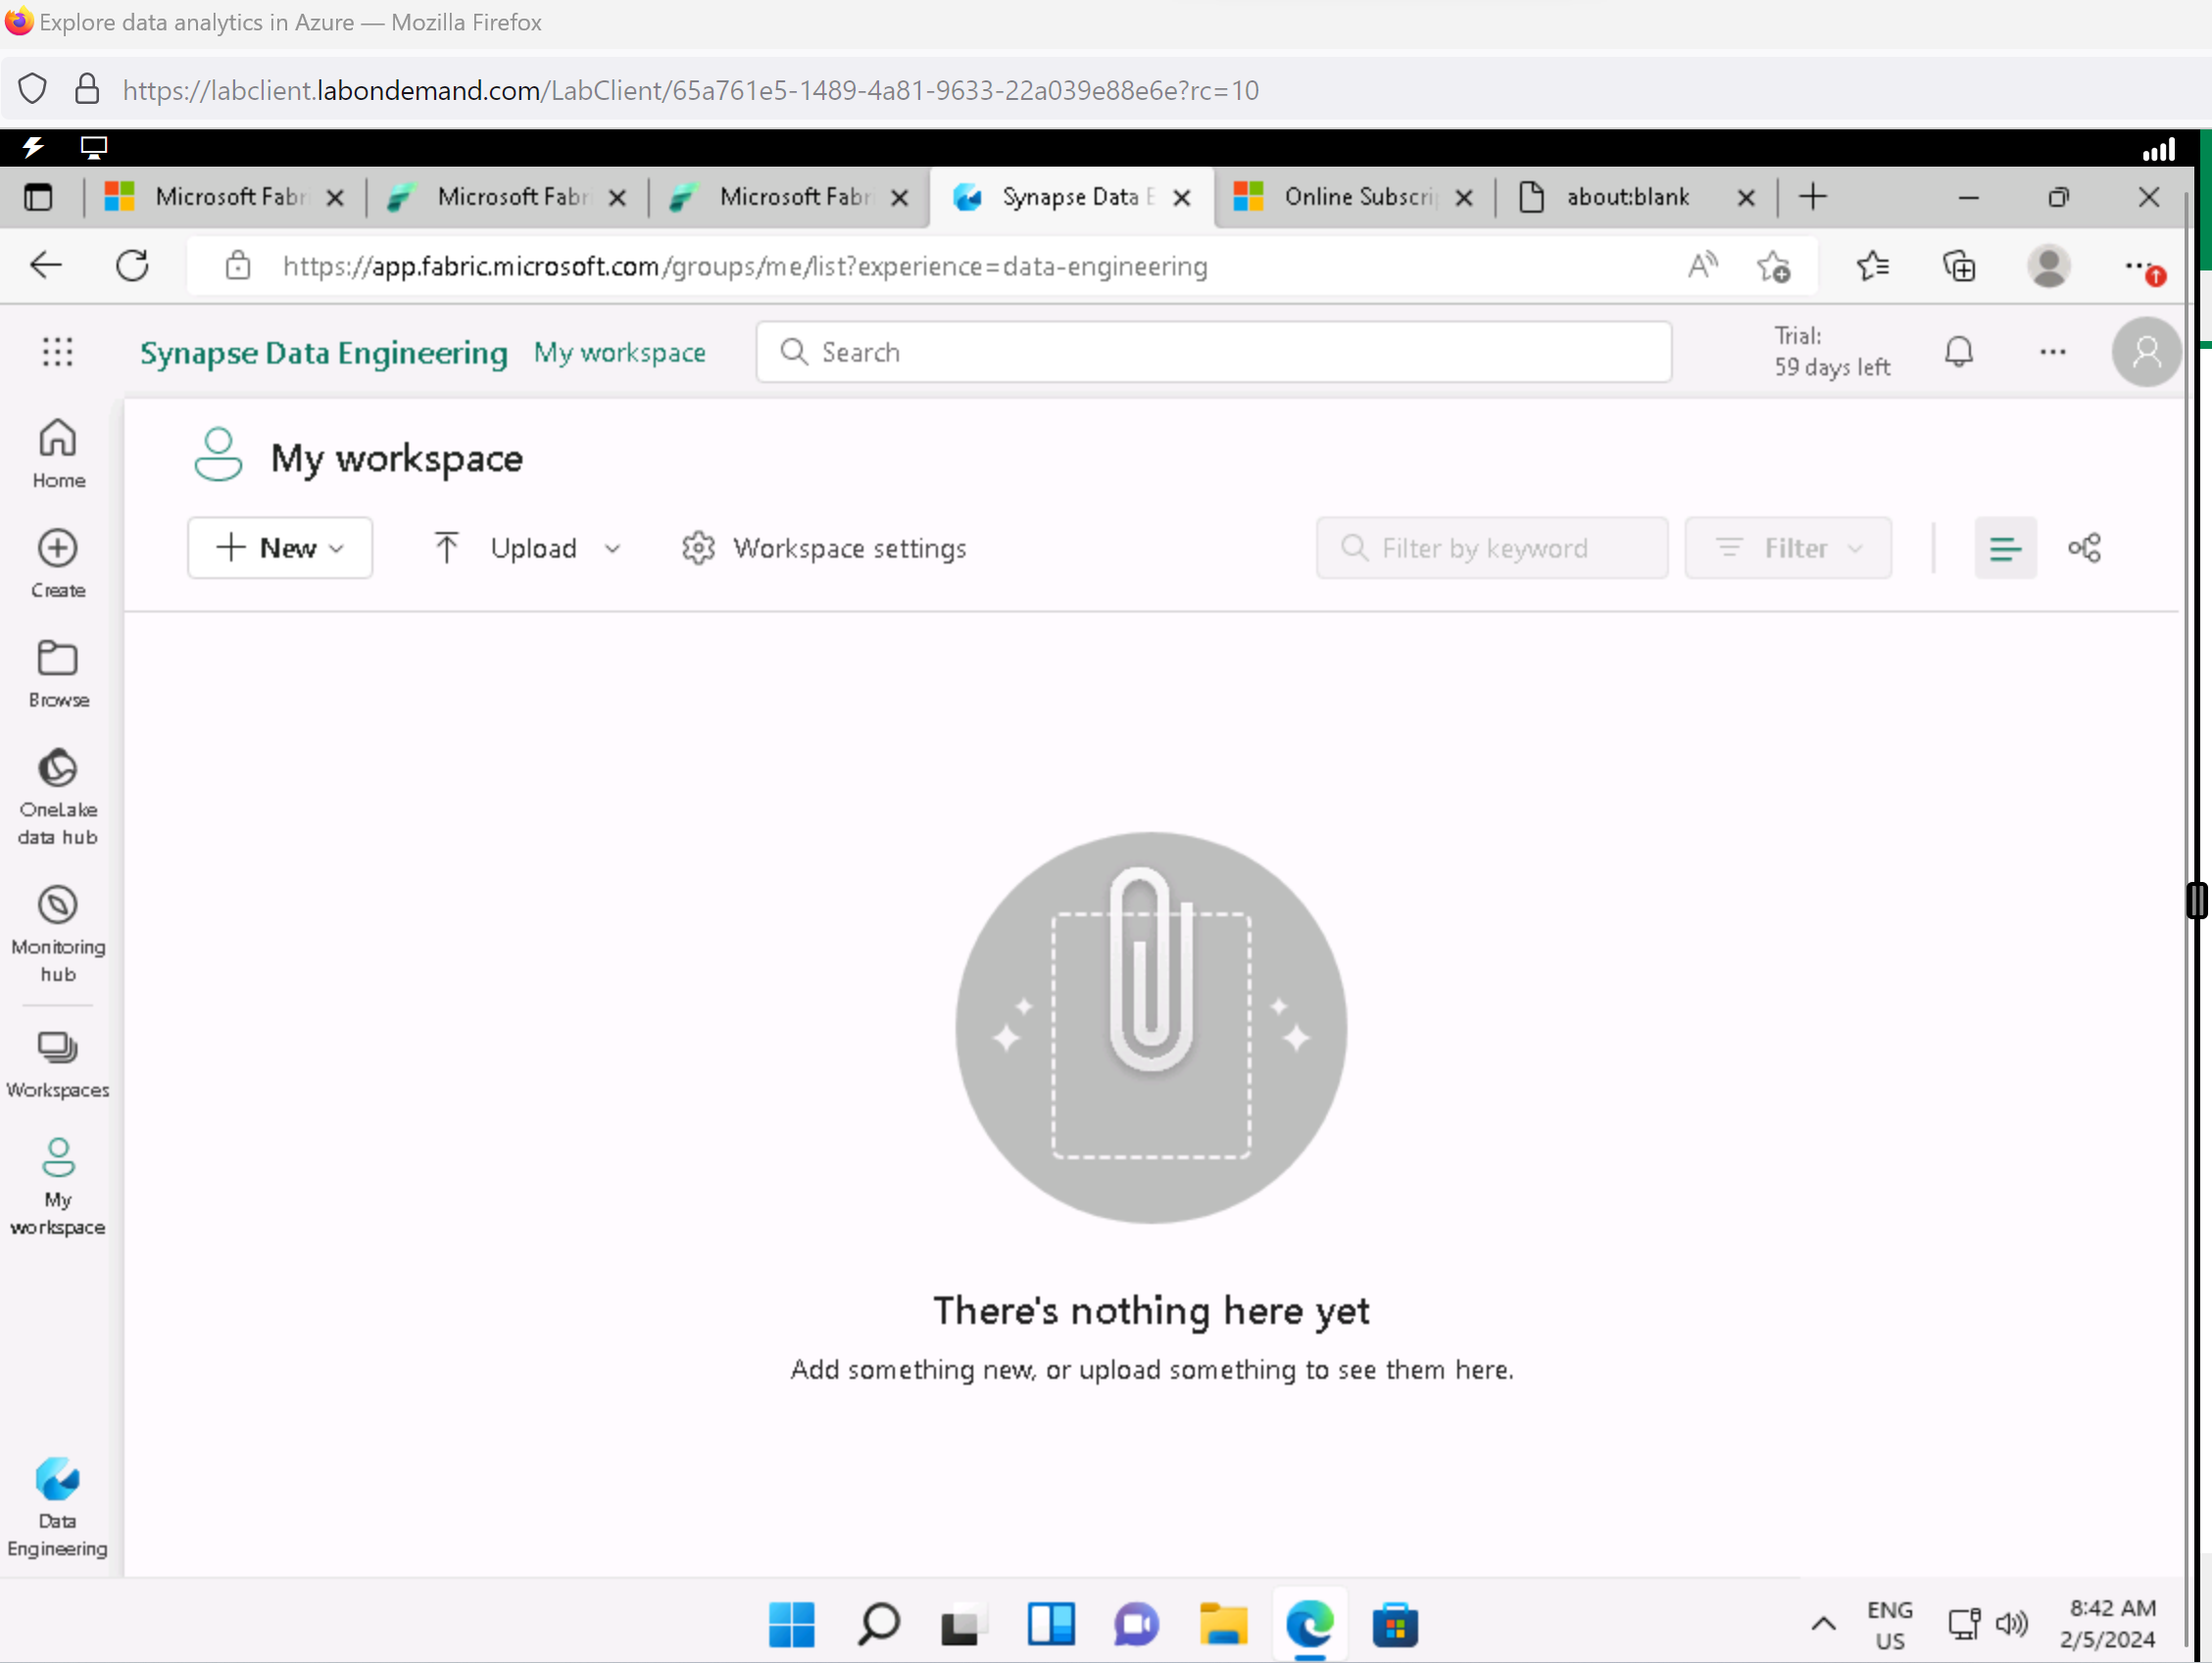 Explore data analytics in Azure — Mozilla Firefox
https://labclient.labondemand.com/LabClient/65a761e5-1489-4a81-9633-22a039e88e6e?rc=10
Microsoft Fabri
Microsoft Fabri
Microsoft Fabri
Synapse Data E
Online Subscri
about:blank
https://app.fabric.microsoft.com/groups/me/list?experience=data-engineering
Synapse Data Engineering
My workspace
Search
Trial:
59 days left
Home
Create
Browse
OneLake
data hub
Monitoring
hub
Workspaces
My
workspace
Data
Engineering
My workspace
New
Upload
Workspace settings
Filter by keyword
Filter
There's nothing here yet
Add something new, or upload something to see them here.
ENG
US
8:42 AM
2/5/2024